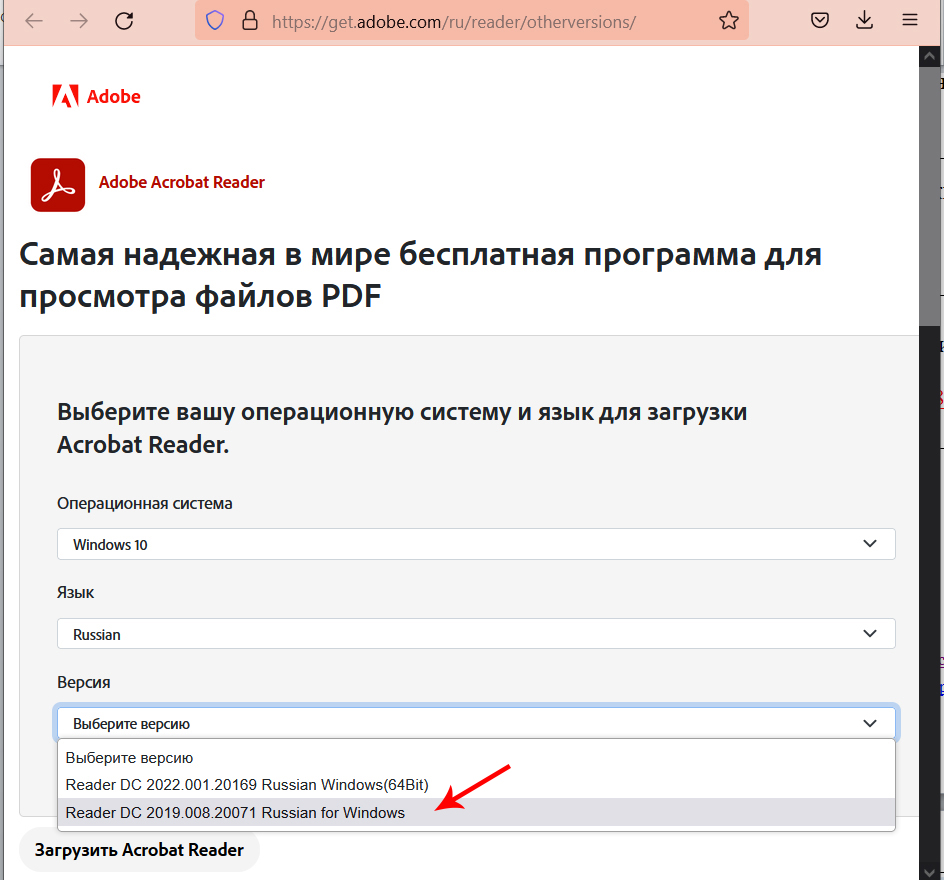 https://get.adobe.com/ru/reader/otherversions/
Adobe
Adobe Acrobat Reader
Самая надежная в мире бесплатная программа для
просмотра файлов PDF
Выберите вашу операционную систему и язык для загрузки
Acrobat Reader.
Операционная система
Windows 10
Язык
Russian
Версия
Выберите версию
Выберите версию
Reader DC 2022.001.20169 Russian Windows(64Bit)
Reader DC 2019.008.20071 Russian for Windows
Загрузить Acrobat Reader